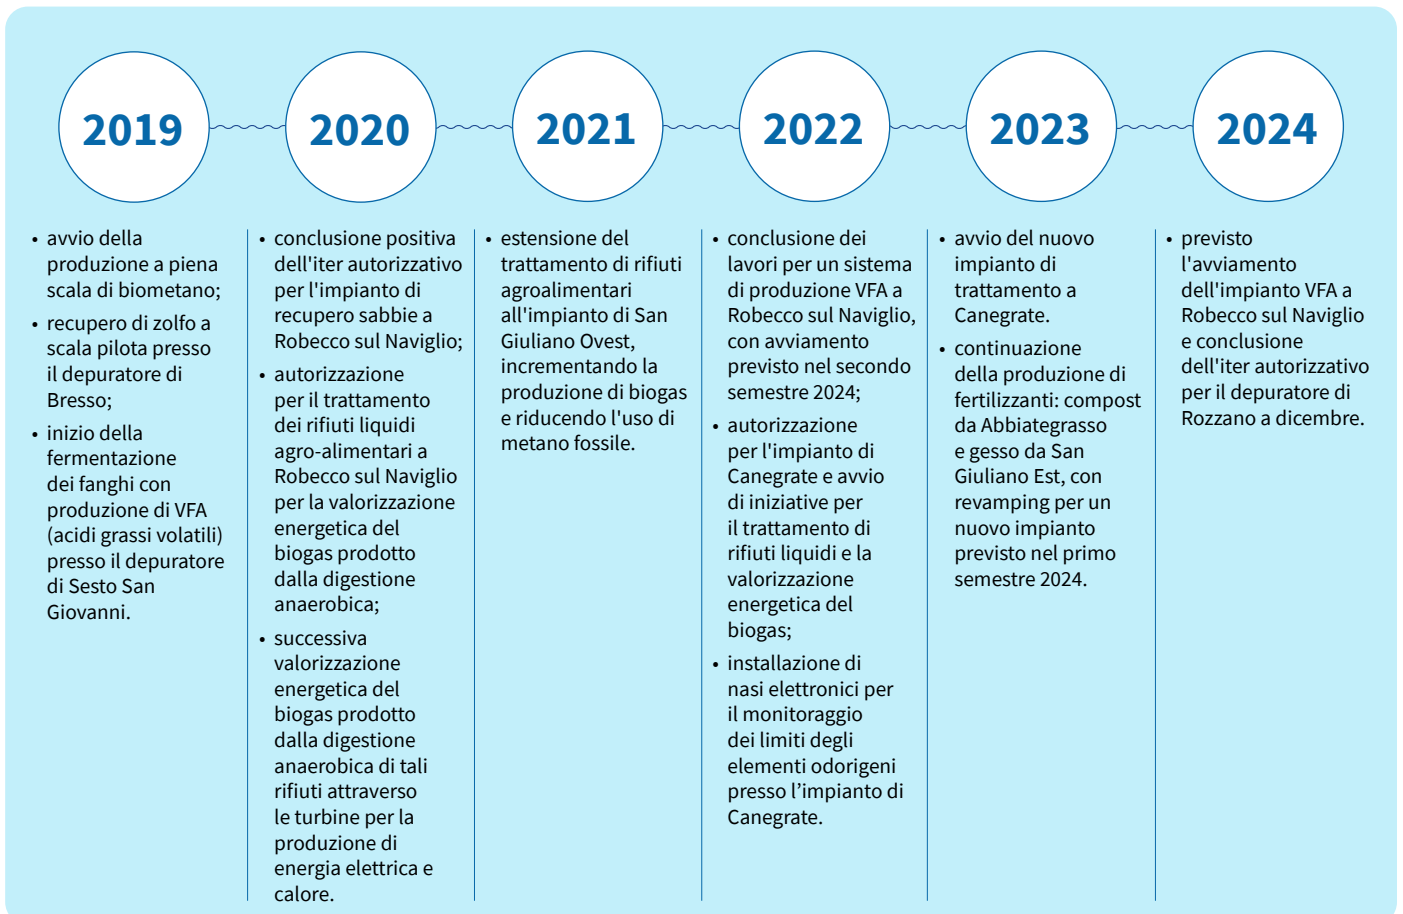 2019
2020
2021
2022
2023
2024
• avvio della
produzione a piena
scala di biometano;
• recupero di zolfo a
scala pilota presso
il depuratore di
Bresso;
• inizio della
fermentazione
dei fanghi con
produzione di VFA
(acidi grassi volatili)
presso il depuratore
di Sesto San
Giovanni.
• conclusione positiva
dell'iter autorizzativo
per l'impianto di
recupero sabbie a
Robecco sul Naviglio;
• autorizzazione
per il trattamento
dei rifiuti liquidi
agro-alimentari a
Robecco sul Naviglio
per la valorizzazione
energetica del
biogas prodotto
dalla digestione
anaerobica;
• successiva
valorizzazione
energetica del
biogas prodotto
dalla digestione
anaerobica di tali
rifiuti attraverso
le turbine per la
produzione di
energia elettrica e
calore.
• estensione del
trattamento di rifiuti
agroalimentari
all'impianto di San
Giuliano Ovest,
incrementando la
produzione di biogas
e riducendo l'uso di
metano fossile.
• conclusione dei
lavori per un sistema
di produzione VFA a
Robecco sul Naviglio,
con avviamento
previsto nel secondo
semestre 2024;
• autorizzazione
per l'impianto di
Canegrate e avvio
di iniziative per
il trattamento di
rifiuti liquidi e la
valorizzazione
energetica del
biogas;
• installazione di
nasi elettronici per
il monitoraggio
dei limiti degli
elementi odorigeni
presso l’impianto di
Canegrate.
• avvio del nuovo
impianto di
trattamento a
Canegrate.
• continuazione
della produzione di
fertilizzanti: compost
da Abbiategrasso
e gesso da San
Giuliano Est, con
revamping per un
nuovo impianto
previsto nel primo
semestre 2024.
• previsto
l'avviamento
dell'impianto VFA a
Robecco sul Naviglio
e conclusione
dell'iter autorizzativo
per il depuratore di
Rozzano a dicembre.